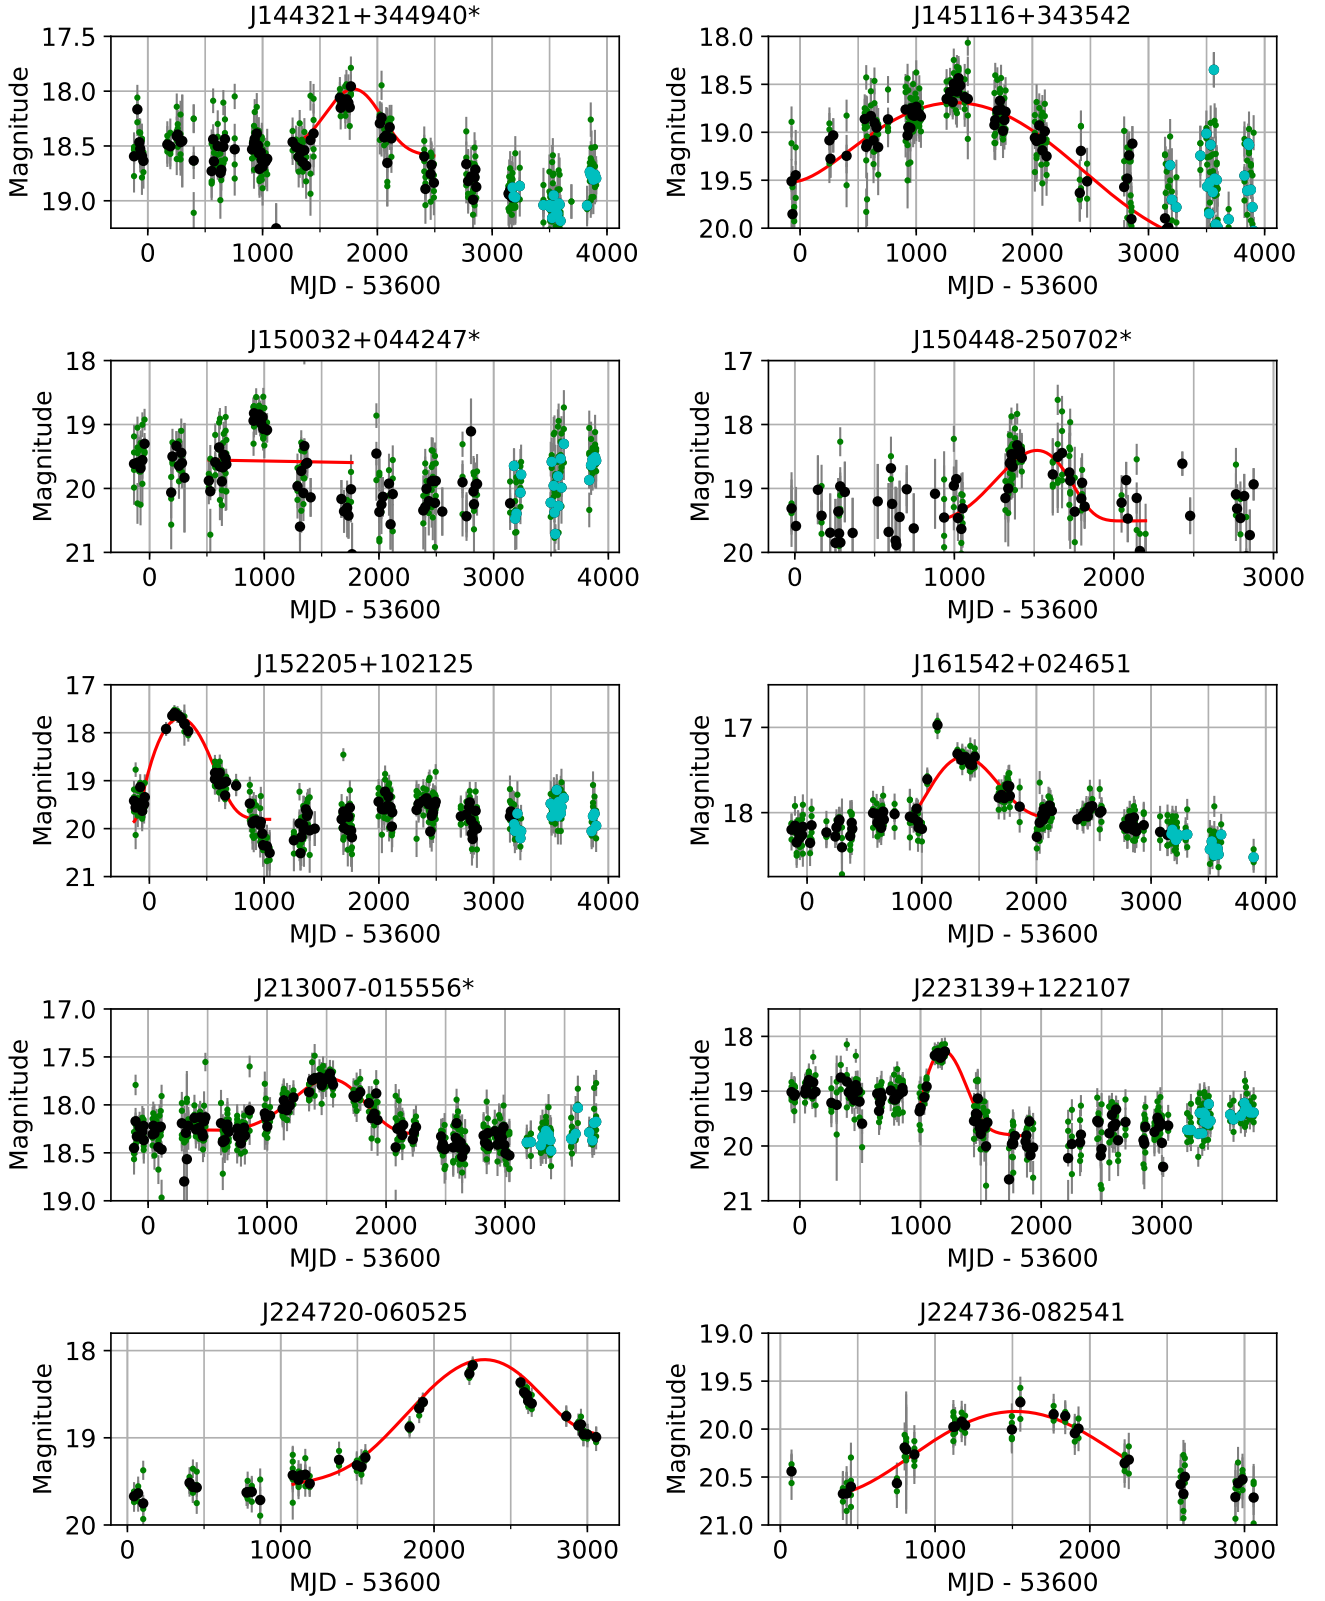 J144321+344940*
J145116+343542
17.5
18.0
18.5
19.0
Magnitude
0
1000
2000
3000
4000
MJD - 53600
18.0
18.5
19.0
19.5
20.0
Magnitude
0
1000
2000
3000
4000
MJD - 53600
J150032+044247*
J150448-250702*
18
19
20
21
Magnitude
0
1000
2000
3000
4000
MJD - 53600
17
18
19
20
Magnitude
0
1000
2000
3000
MJD - 53600
J152205+102125
J161542+024651
17
18
19
20
21
Magnitude
0
1000
2000
3000
4000
MJD - 53600
17
18
Magnitude
0
1000
2000
3000
4000
MJD - 53600
J213007-015556*
J223139+122107
17.0
17.5
18.0
18.5
19.0
Magnitude
0
1000
2000
3000
MJD - 53600
18
19
20
21
Magnitude
0
1000
2000
3000
MJD - 53600
J224720-060525
J224736-082541
18
19
20
Magnitude
0
1000
2000
3000
MJD - 53600
19.0
19.5
20.0
20.5
21.0
Magnitude
0
1000
2000
3000
MJD - 53600